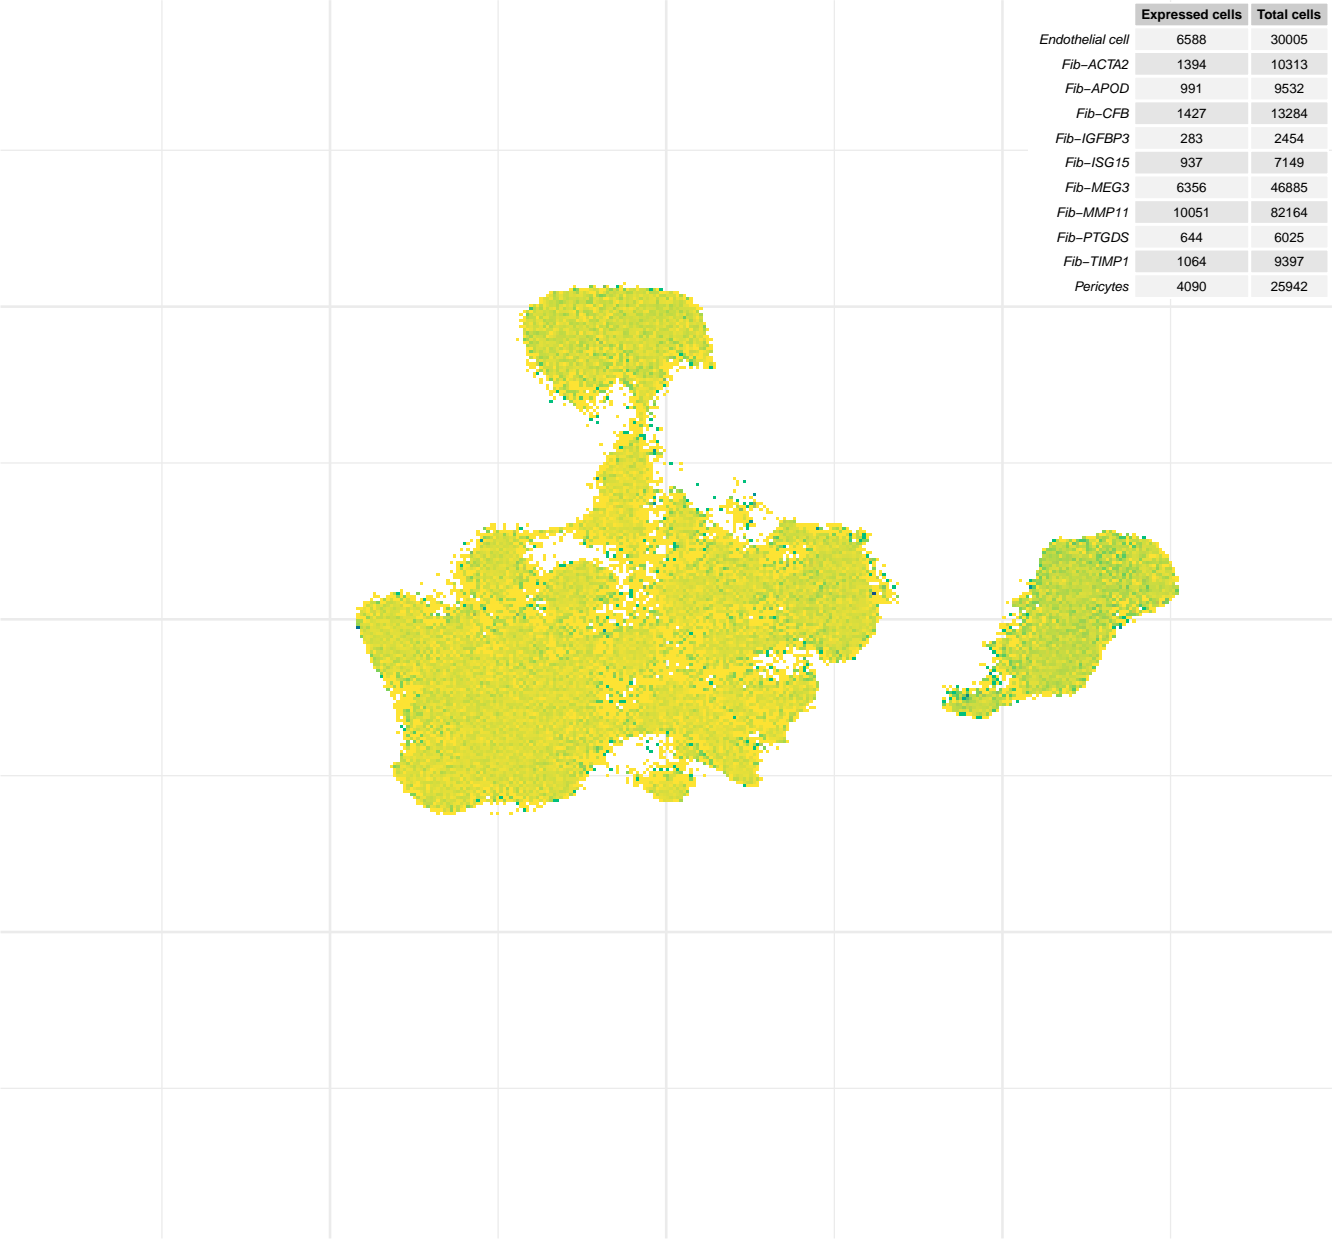 Expressed cells Total cells
Endothelial cell 6588 30005
Fib−ACTA2 1394 10313
Fib−APOD 991 9532
Fib−CFB 1427 13284
Fib−IGFBP3 283 2454
Fib−ISG15 937 7149
Fib−MEG3 6356 46885
Fib−MMP11 10051 82164
Fib−PTGDS 644 6025
Fib−TIMP1 1064 9397
Pericytes 4090 25942